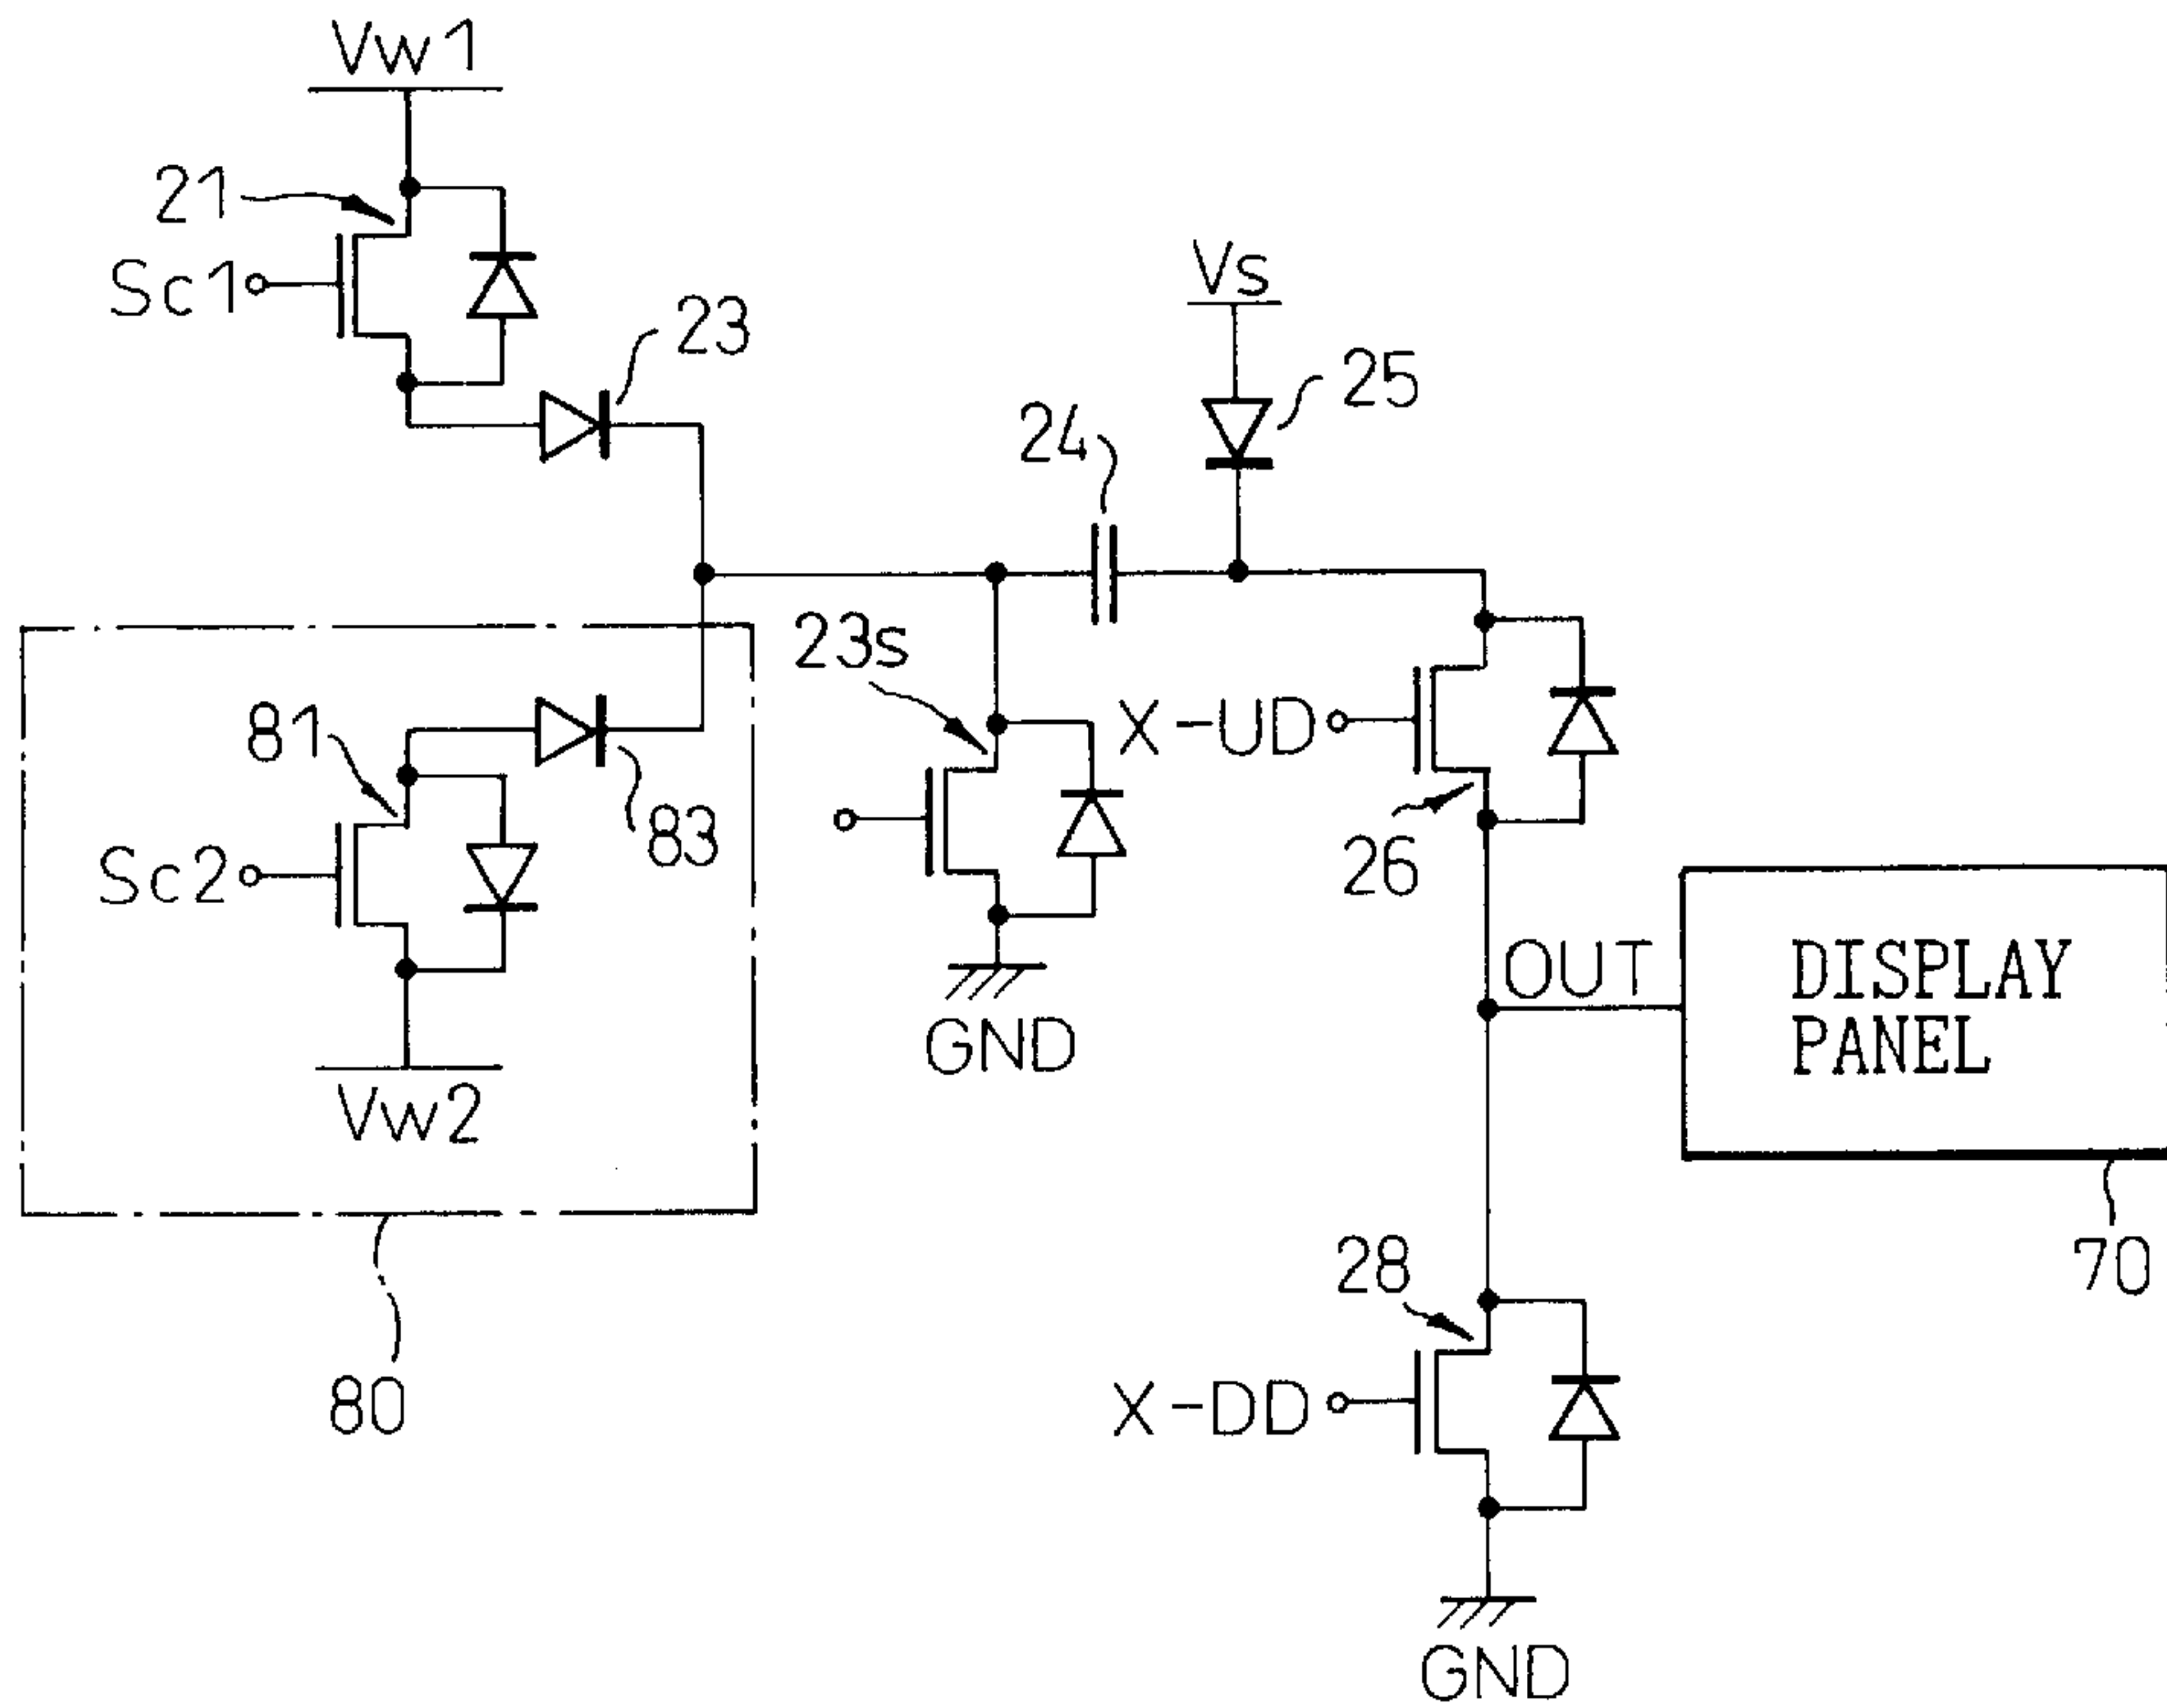 Vw1
21
Sc1
23
Vs
25
24
23s
X-UD
81
83
26
Sc2
OUT
DISPLAY
PANEL
GND
Vw2
28
70
80
X-DD
GND